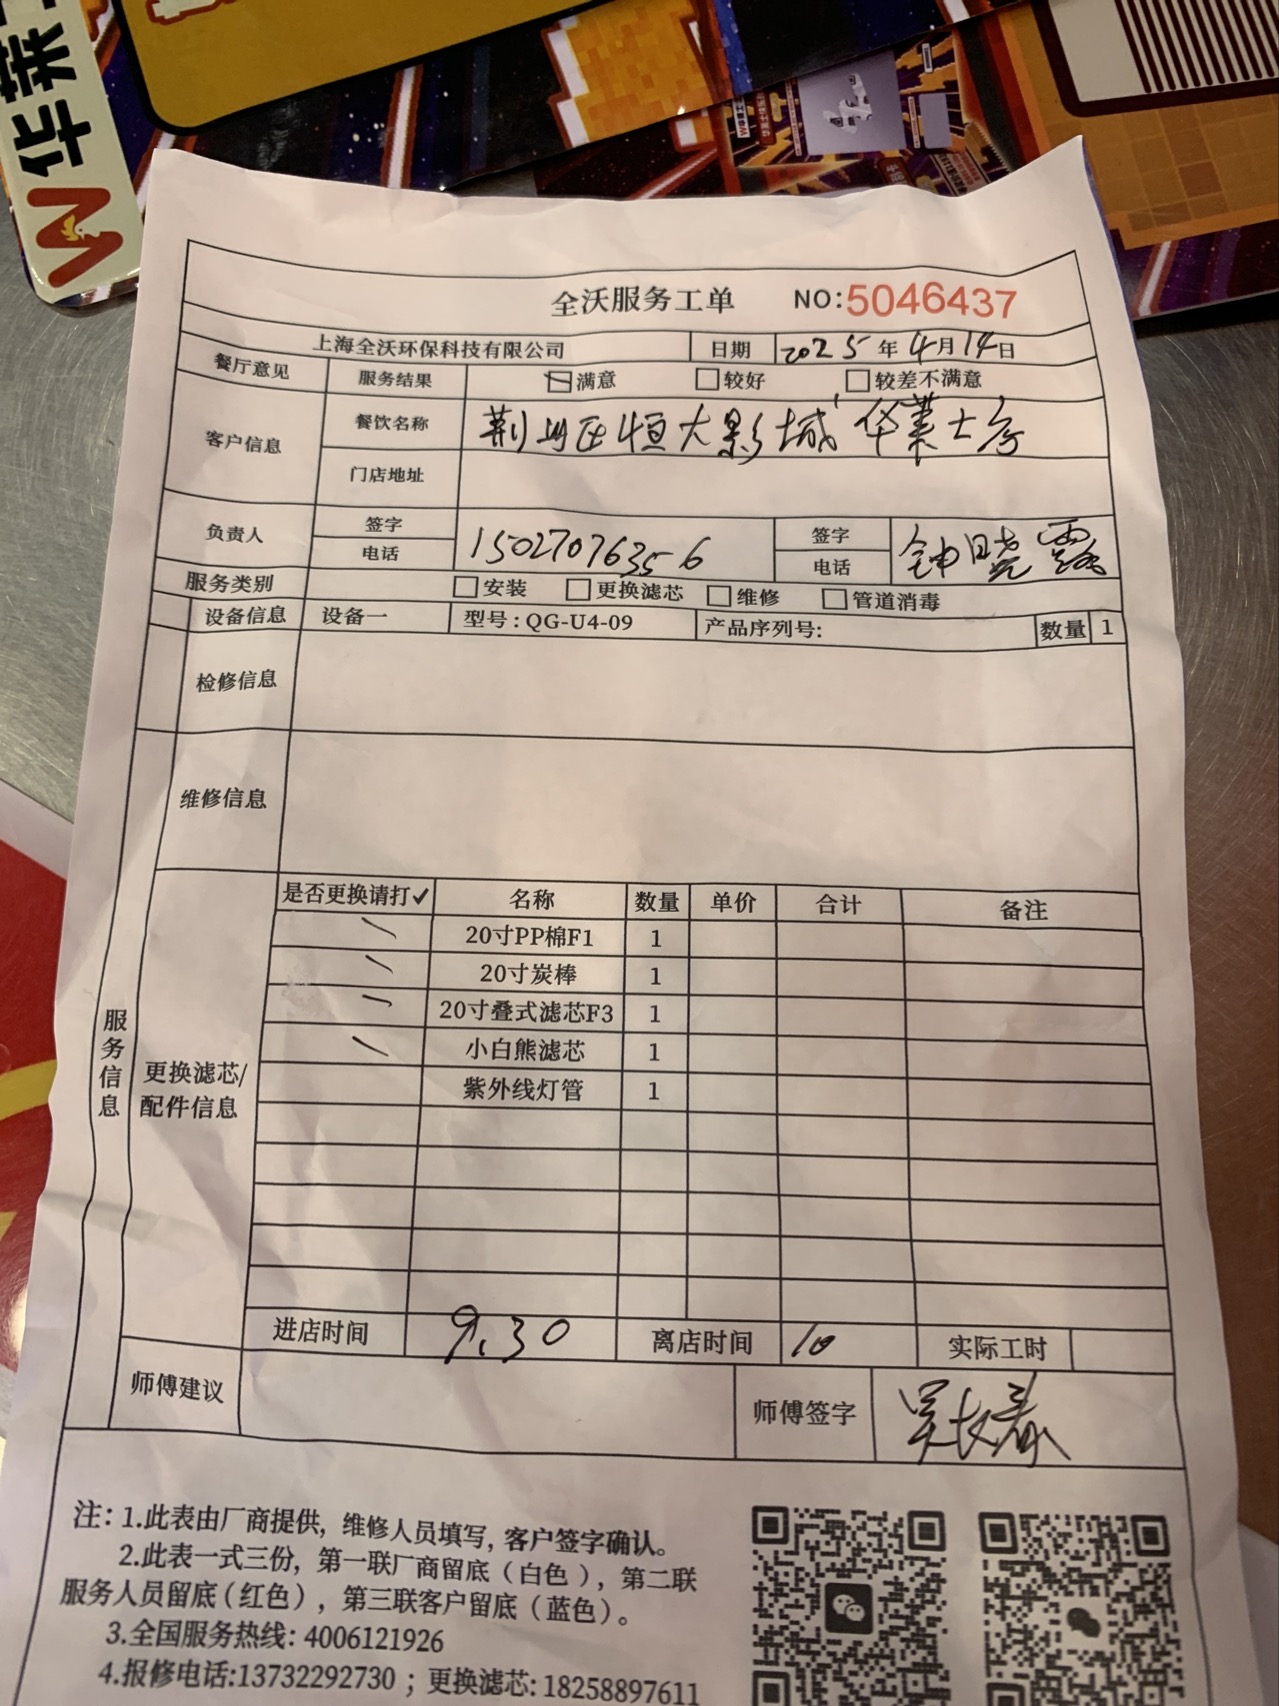 华莱士
全沃服务工单 NO:5046437
上海全沃环保科技有限公司 日期 2025年4月14日
餐厅意见 服务结果 满意 较好 较差不满意
客户信息 餐饮名称 荆州区恒大影城华莱士店
门店地址
负责人 签字 电话 15027076356 签字 电话 钟晓露
服务类别 安装 更换滤芯 维修 管道消毒
设备信息 设备一 型号:QG-U4-09 产品序列号: 数量 1
检修信息
维修信息
服务信息
更换滤芯/配件信息
是否更换请打✓ 名称 数量 单价 合计 备注
20寸PP棉F1 1
20寸炭棒 1
20寸叠式滤芯F3 1
小白熊滤芯 1
紫外线灯管 1
进店时间 9.30 离店时间 10 实际工时
师傅建议 师傅签字 吴长春
注:1.此表由厂商提供,维修人员填写,客户签字确认。
2.此表一式三份,第一联厂商留底(白色),第二联
服务人员留底(红色),第三联客户留底(蓝色)。
3.全国服务热线:4006121926
4.报修电话:13732292730;更换滤芯:18258897611